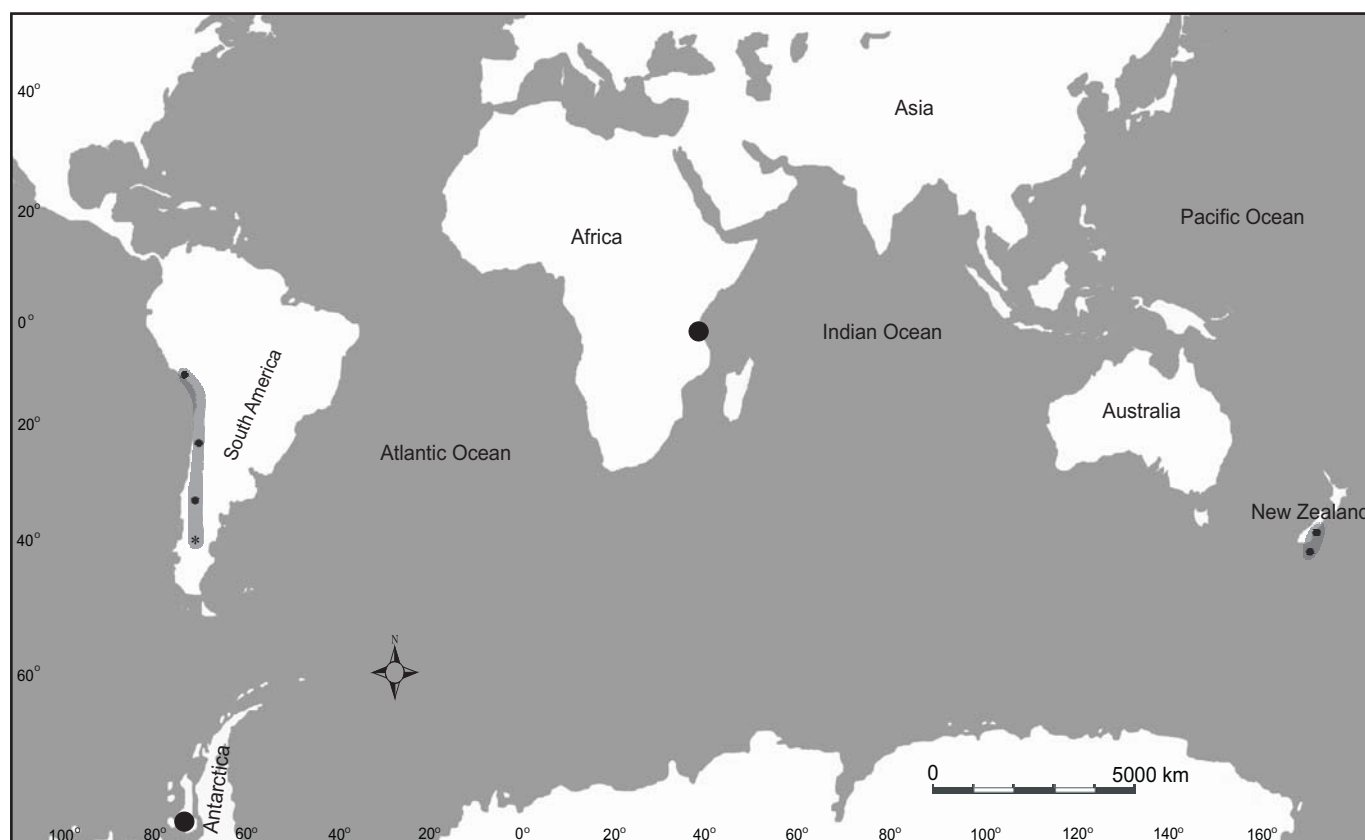 40°
20°
0°
20°
40°
60°
Asia
Africa
Pacific Ocean
Indian Ocean
South America
Atlantic Ocean
Australia
New Zealand
*
N
Antarctica
0 5000 km
100° 80° 60° 40° 20° 0° 20° 40° 60° 80° 100° 120° 140° 160°